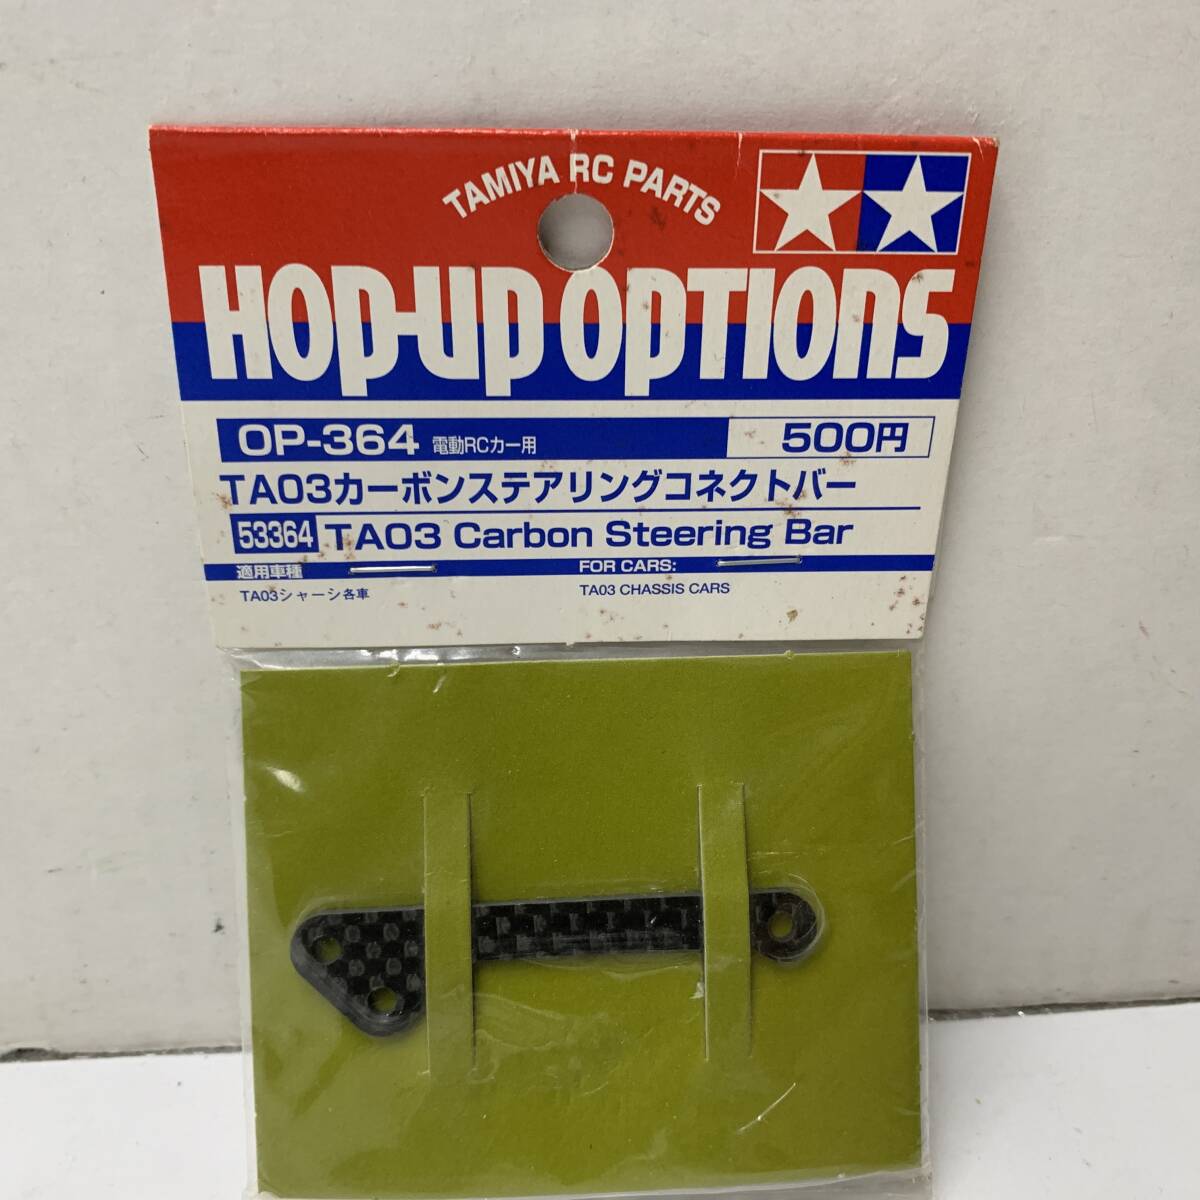 TAMIYA RC PARTS
HOP-UP OPTIONS
OP-364 電動RCカー用 500円
TA03カーボンステアリングコネクトバー
53364 TA03 Carbon Steering Bar
適用車種 FOR CARS:
TA03シャーシ各車 TA03 CHASSIS CARS